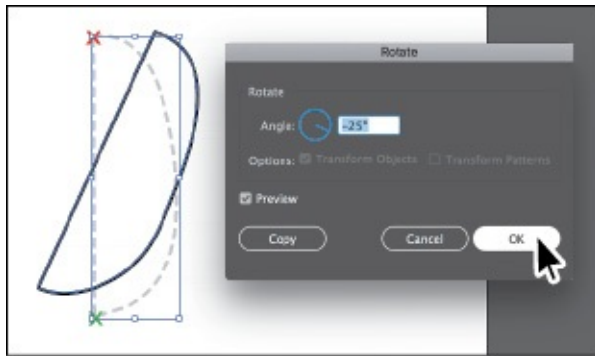 Rotate
Rotate
Angle: -25°
Options: Transform Objects Transform Patterns
Preview
Copy Cancel OK